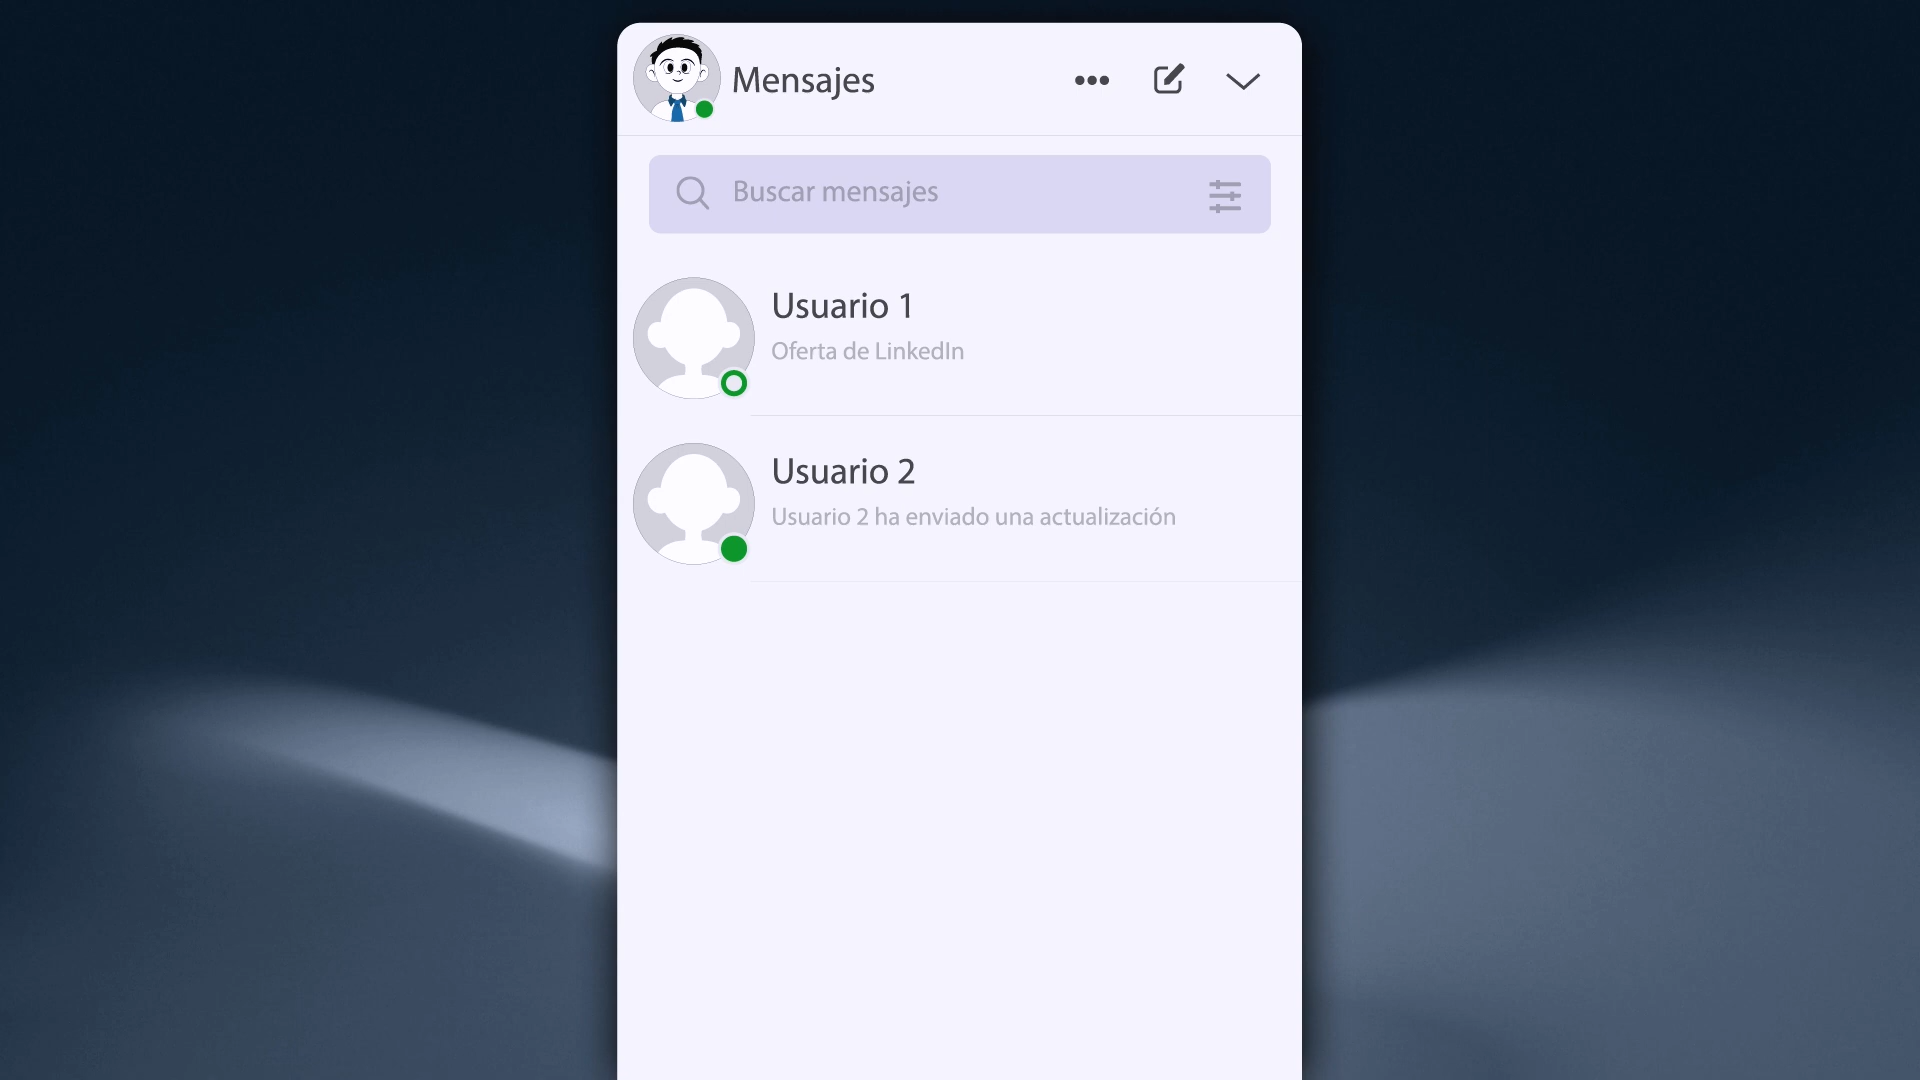 Mensajes
Buscar mensajes
Usuario 1
Oferta de LinkedIn
Usuario 2
Usuario 2 ha enviado una actualización